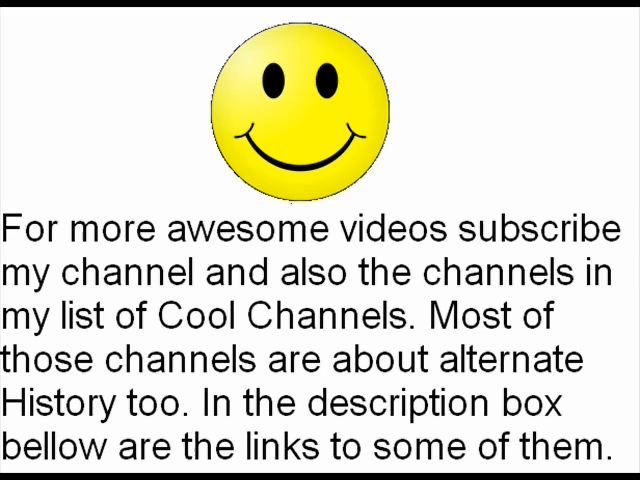 For more awesome videos subscribe
my channel and also the channels in
my list of Cool Channels. Most of
those channels are about alternate
History too. In the description box
bellow are the links to some of them.